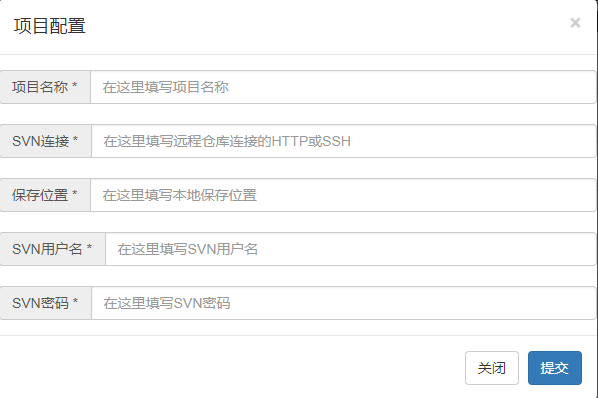 项目配置 ×
项目名称 * 在这里填写项目名称
SVN连接 * 在这里填写远程仓库连接的HTTP或SSH
保存位置 * 在这里填写本地保存位置
SVN用户名 * 在这里填写SVN用户名
SVN密码 * 在这里填写SVN密码
关闭 提交